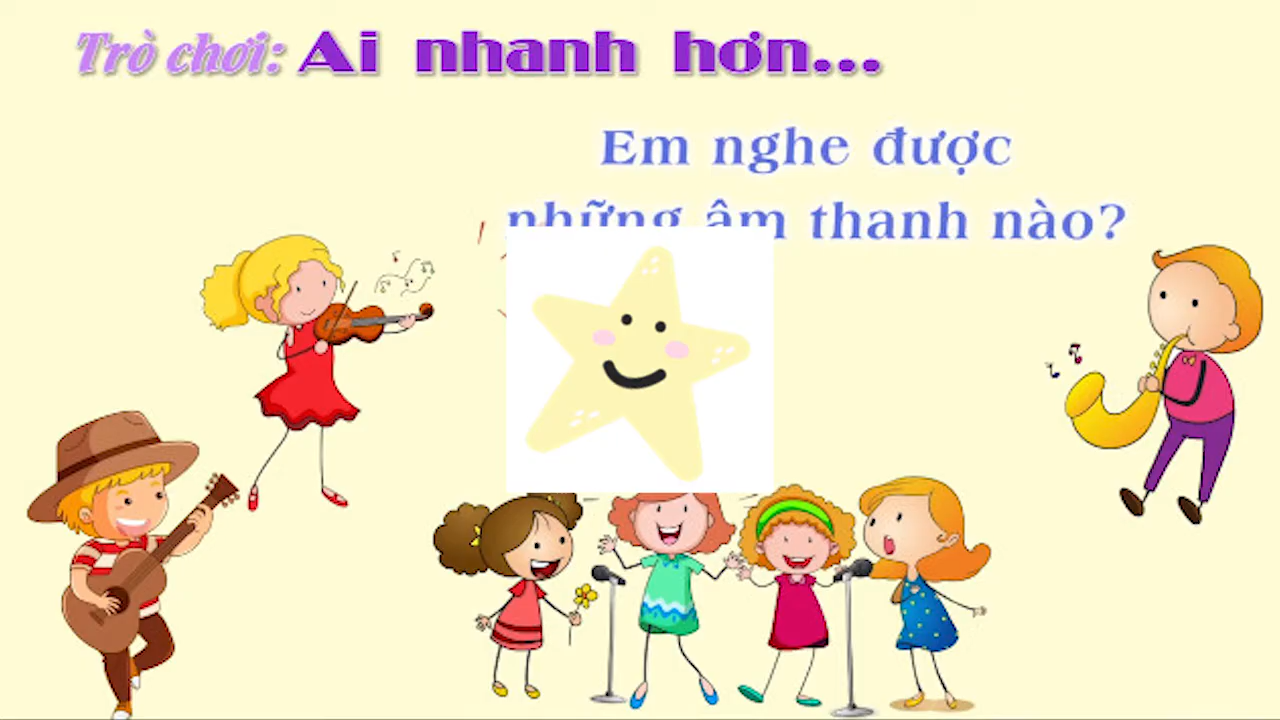 Trò chơi: Ai nhanh hơn...
Em nghe được
những âm thanh nào?